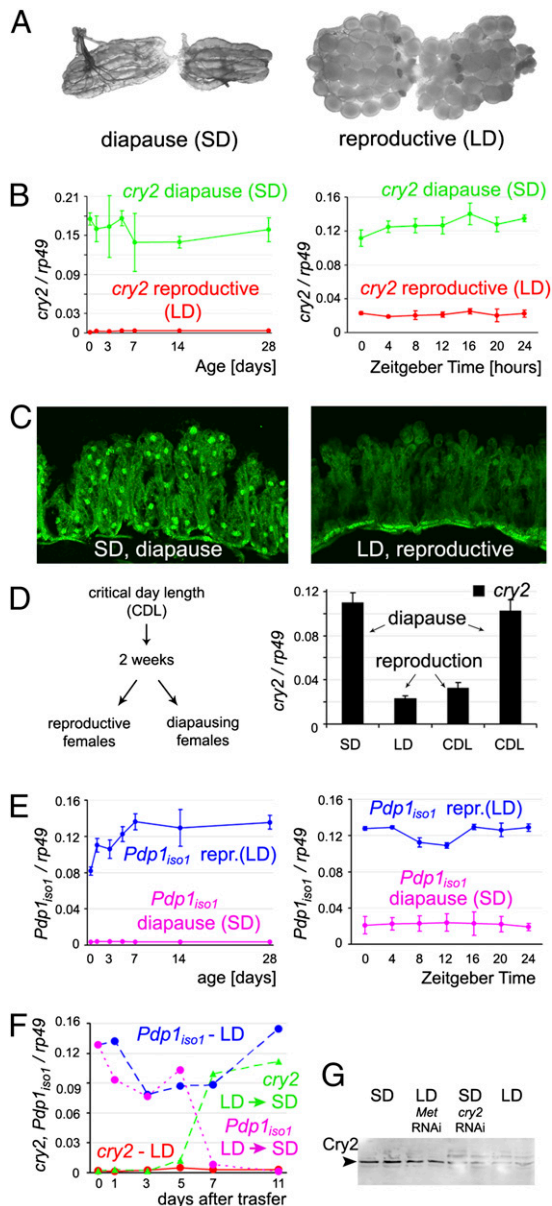 A
diapause (SD)
reproductive (LD)
B
cry2 / rp49
0.21
0.15
0.09
0.03
0
cry2 diapause (SD)
cry2 reproductive
(LD)
0 3 7 14 28
Age [days]
0.16
0.12
0.08
0.04
0
cry2 diapause (SD)
cry2 reproductive (LD)
0 4 8 12 16 20 24
Zeitgeber Time [hours]
C
SD, diapause
LD, reproductive
D
critical day length
(CDL)
2 weeks
reproductive
females
diapausing
females
cry2 / rp49
0.12
0.08
0.04
0
cry2
diapause
reproduction
SD LD CDL CDL
E
Pdp1iso1 / rp49
0.16
0.12
0.08
0.04
0
Pdp1iso1 repr.(LD)
Pdp1iso1
diapause (SD)
0 3 7 14 28
age [days]
Pdp1iso1 / rp49
0.16
0.12
0.08
0.04
0
Pdp1iso1 repr.(LD)
Pdp1iso1
diapause (SD)
0 4 8 12 16 20 24
Zeitgeber Time
F
cry2, Pdp1iso1 / rp49
0.16
0.12
0.09
0.06
0.03
0
Pdp1iso1 - LD
cry2
LD → SD
Pdp1iso1
LD → SD
cry2 - LD
0 1 3 5 7 11
days after trasfer
G
SD LD SD LD
Met cry2
RNAi RNAi
Cry2